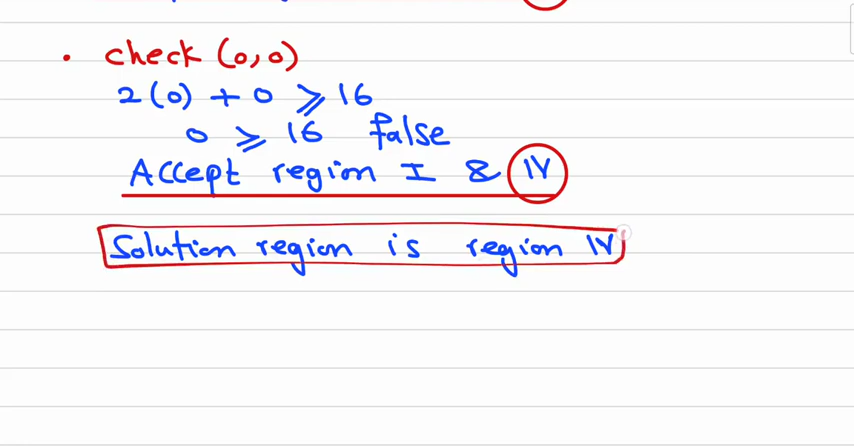 • check (0,0)
2(0) + 0 ⩾ 16
0 ⩾ 16 false
Accept region I & IV
Solution region is region IV